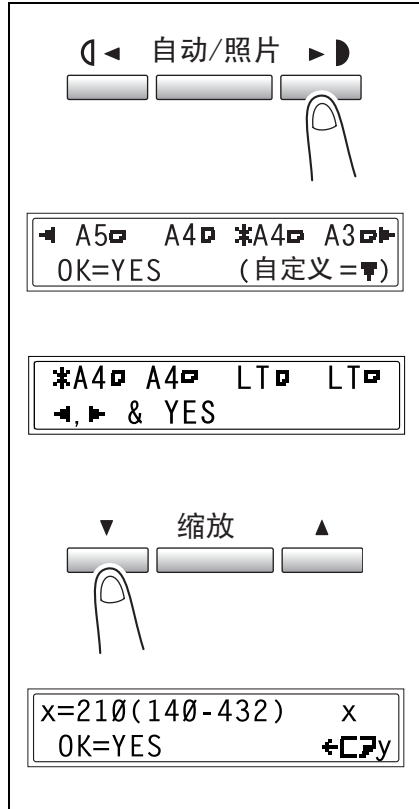 ◄ 自动/照片 ►
◄ A5 A4 *A4 A3►
OK=YES (自定义=▼)
*A4 A4 LT LT
◄,► & YES
▼ 缩放 ▲
x=210(140-432) x
OK=YES ←y